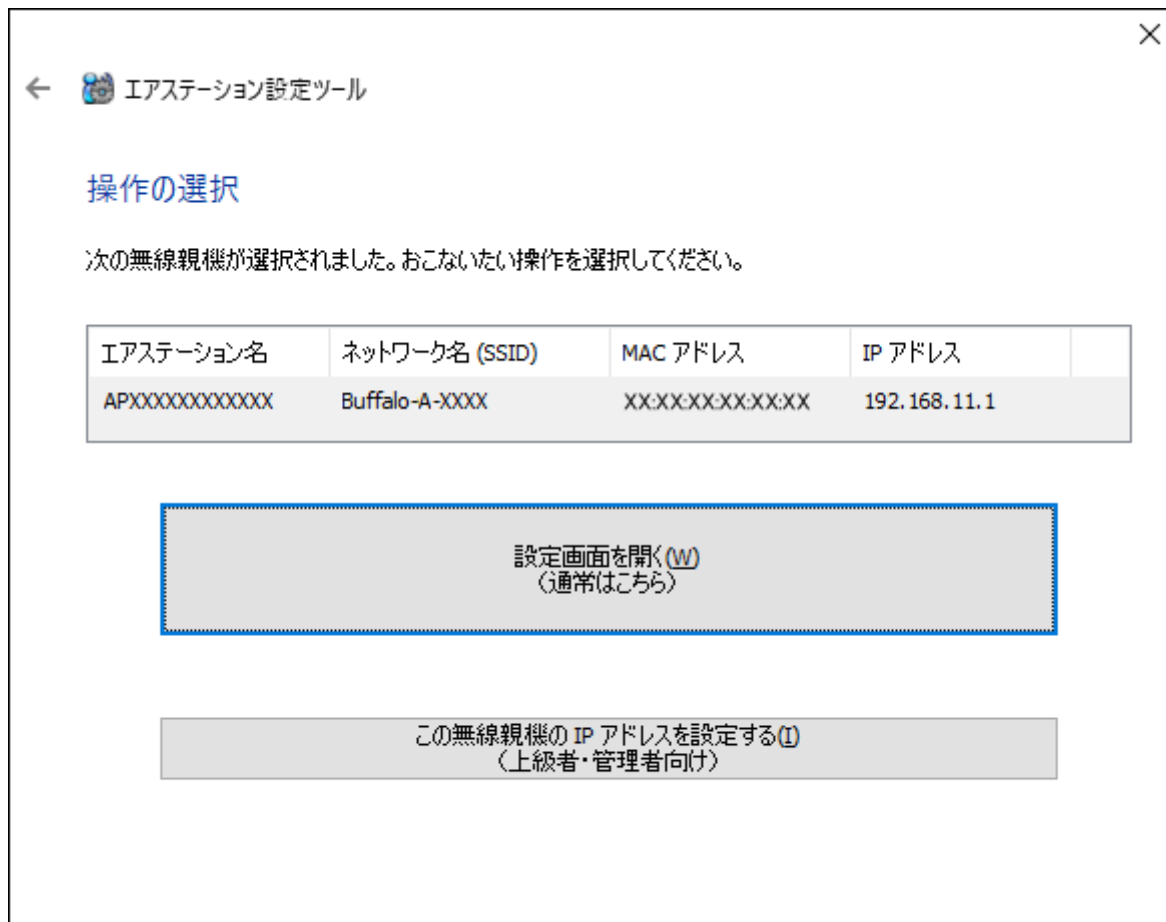 エアステーション設定ツール
操作の選択
次の無線親機が選択されました。おこないたい操作を選択してください。
エアステーション名 ネットワーク名 (SSID) MAC アドレス IP アドレス
APXXXXXXXXXXXX Buffalo-A-XXXX XX:XX:XX:XX:XX:XX 192.168.11.1
設定画面を開く(W)
(通常はこちら)
この無線親機の IP アドレスを設定する(I)
(上級者・管理者向け)